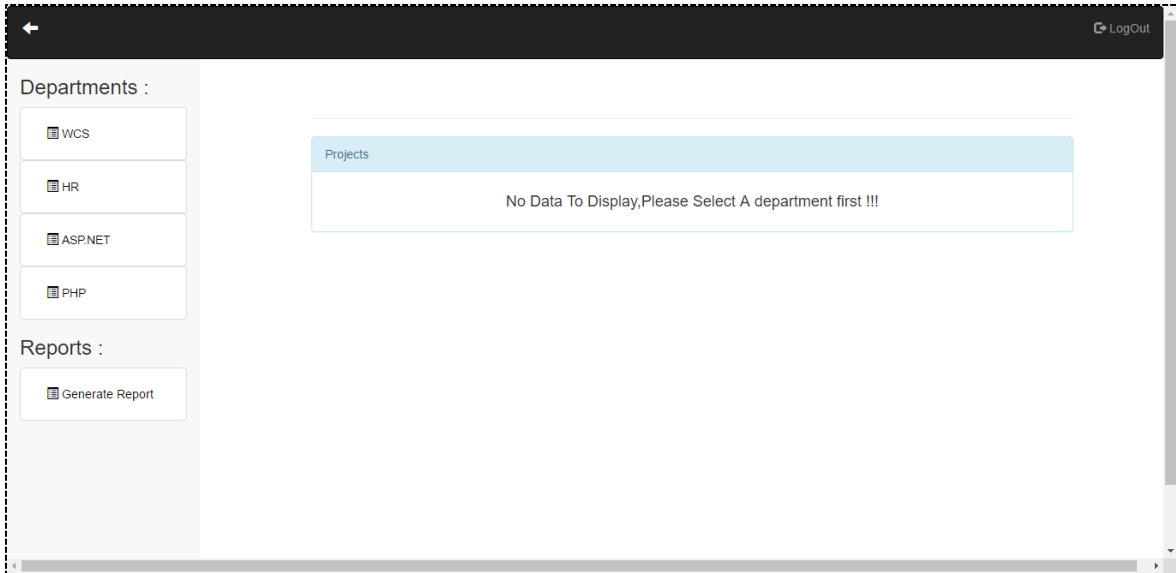 LogOut
Departments :
WCS
HR
ASP.NET
PHP
Reports :
Generate Report
Projects
No Data To Display,Please Select A department first !!!